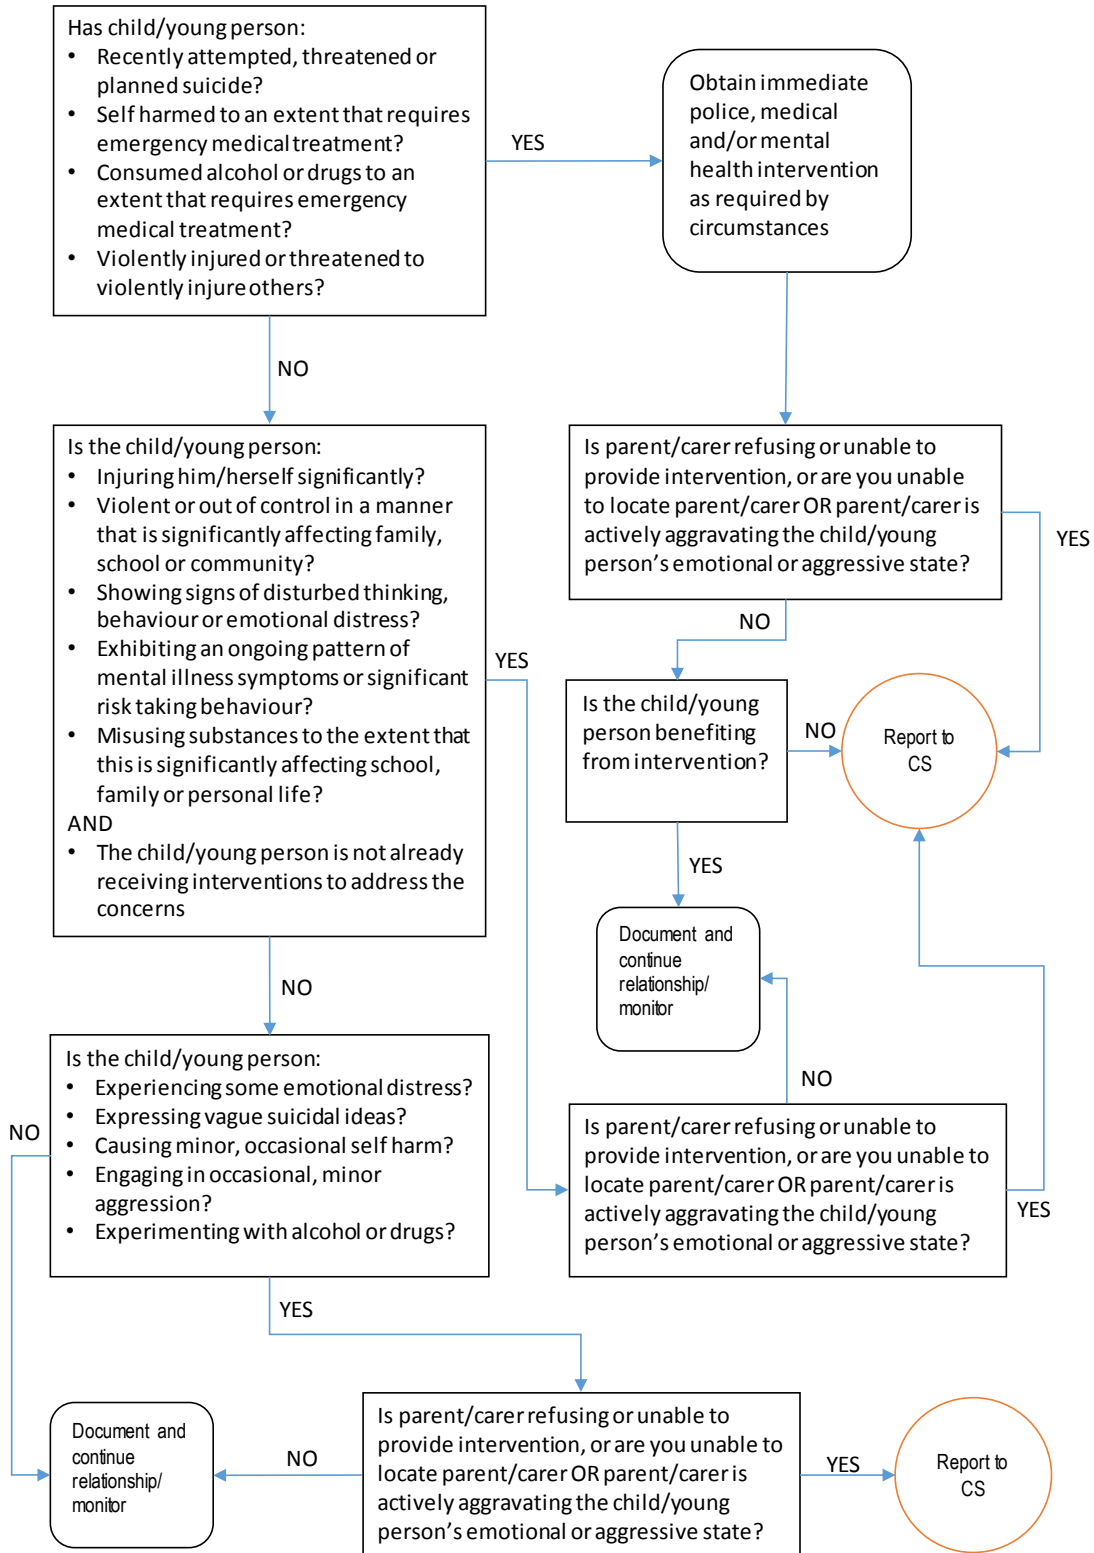 Has child/young person:
• Recently attempted, threatened or
planned suicide?
• Self harmed to an extent that requires
emergency medical treatment?
• Consumed alcohol or drugs to an
extent that requires emergency
medical treatment?
• Violently injured or threatened to
violently injure others?
YES
Obtain immediate
police, medical
and/or mental
health intervention
as required by
circumstances
NO
Is the child/young person:
• Injuring him/herself significantly?
• Violent or out of control in a manner
that is significantly affecting family,
school or community?
• Showing signs of disturbed thinking,
behaviour or emotional distress?
• Exhibiting an ongoing pattern of
mental illness symptoms or significant
risk taking behaviour?
• Misusing substances to the extent that
this is significantly affecting school,
family or personal life?
AND
• The child/young person is not already
receiving interventions to address the
concerns
YES
Is parent/carer refusing or unable to
provide intervention, or are you unable
to locate parent/carer OR parent/carer is
actively aggravating the child/young
person's emotional or aggressive state?
YES
NO
Is the child/young
person benefiting
from intervention?
NO
Report to
CS
YES
Document and
continue
relationship/
monitor
NO
NO
Is the child/young person:
• Experiencing some emotional distress?
• Expressing vague suicidal ideas?
• Causing minor, occasional self harm?
• Engaging in occasional, minor
aggression?
• Experimenting with alcohol or drugs?
NO
Is parent/carer refusing or unable to
provide intervention, or are you unable to
locate parent/carer OR parent/carer is
actively aggravating the child/young
person's emotional or aggressive state?
YES
YES
Document and
continue
relationship/
monitor
NO
Is parent/carer refusing or unable to
provide intervention, or are you unable to
locate parent/carer OR parent/carer is
actively aggravating the child/young
person's emotional or aggressive state?
YES
Report to
CS